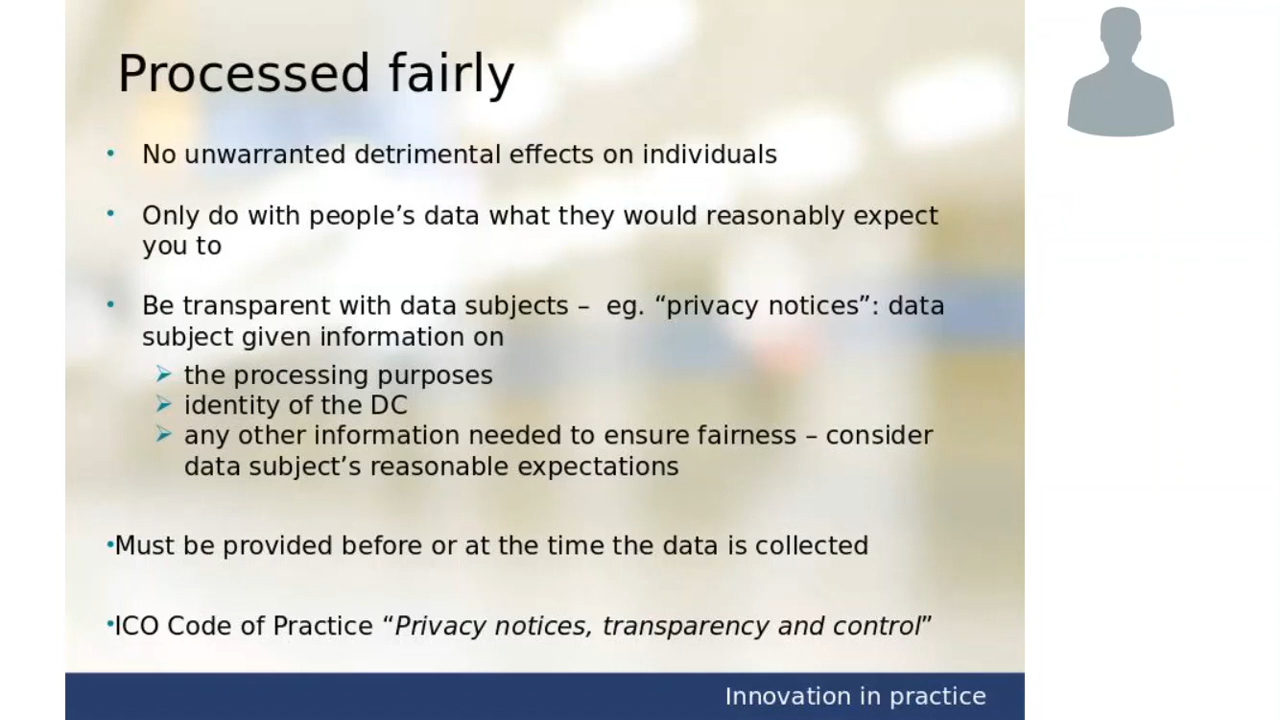 Processed fairly
• No unwarranted detrimental effects on individuals
• Only do with people’s data what they would reasonably expect
you to
• Be transparent with data subjects –  eg. “privacy notices”: data
subject given information on
➢ the processing purposes
➢ identity of the DC
➢ any other information needed to ensure fairness – consider
data subject’s reasonable expectations
•Must be provided before or at the time the data is collected
•ICO Code of Practice “Privacy notices, transparency and control”
Innovation in practice